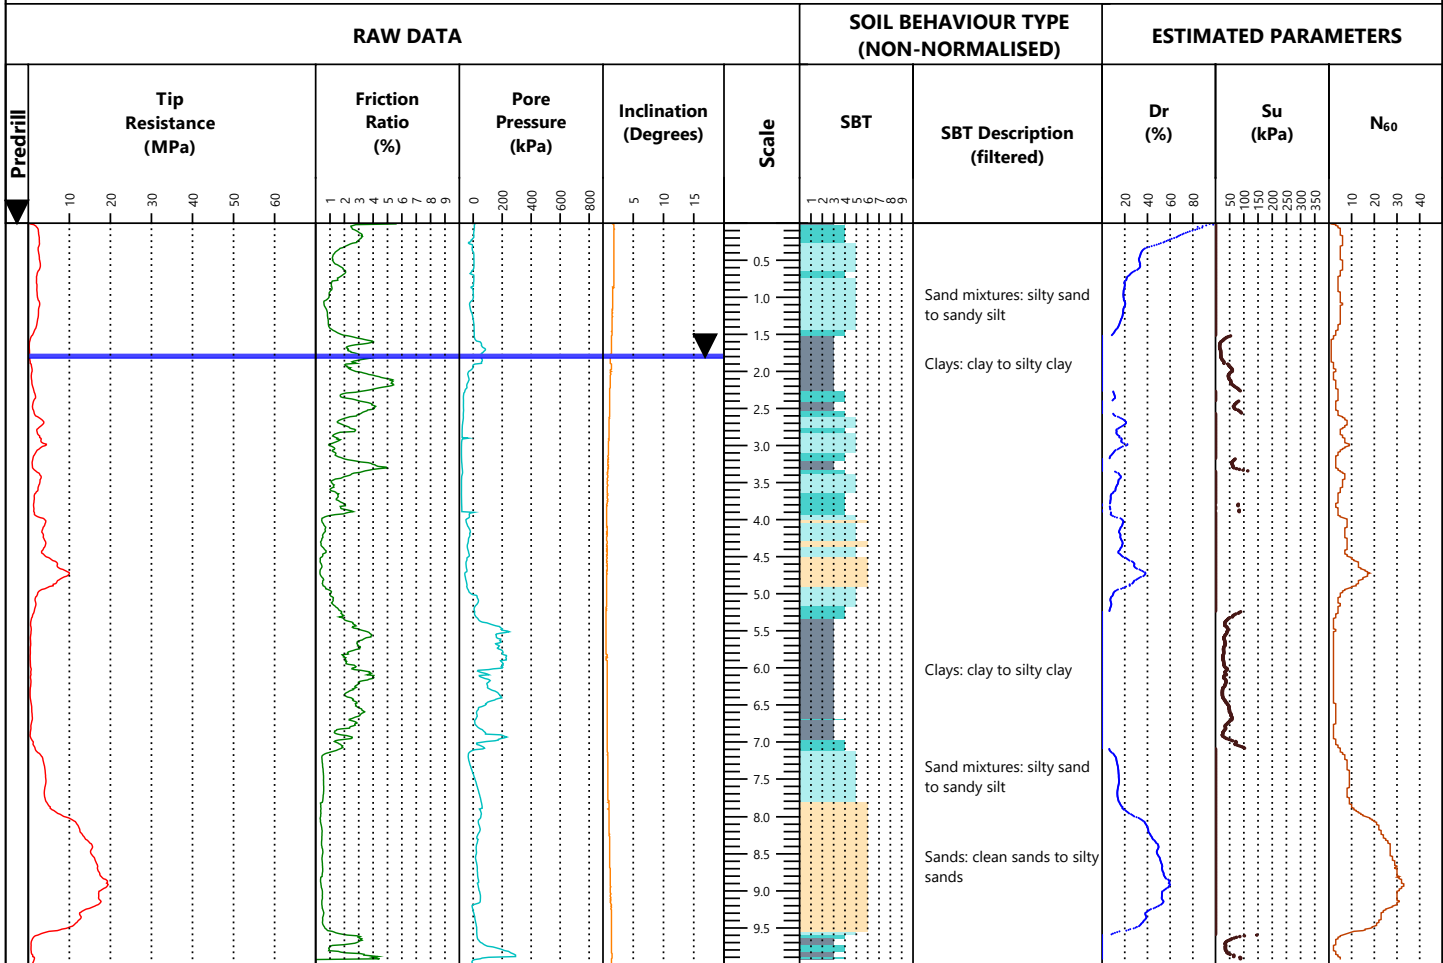 RAW DATA
SOIL BEHAVIOUR TYPE
(NON-NORMALISED)
ESTIMATED PARAMETERS
Predrill
Tip
Resistance
(MPa)
Friction
Ratio
(%)
Pore
Pressure
(kPa)
Inclination
(Degrees)
Scale
SBT
SBT Description
(filtered)
Dr
(%)
Su
(kPa)
N60
10 20 30 40 50 60
1 2 3 4 5 6 7 8 9
0 200 400 600 800
5 10 15
1 2 3 4 5 6 7 8 9
20 40 60 80
50 100 150 200 250 300 350
10 20 30 40
0.5
1.0
Sand mixtures: silty sand
to sandy silt
1.5
Clays: clay to silty clay
2.0
2.5
3.0
3.5
4.0
4.5
5.0
5.5
6.0
Clays: clay to silty clay
6.5
7.0
Sand mixtures: silty sand
to sandy silt
7.5
8.0
8.5
Sands: clean sands to silty
sands
9.0
9.5